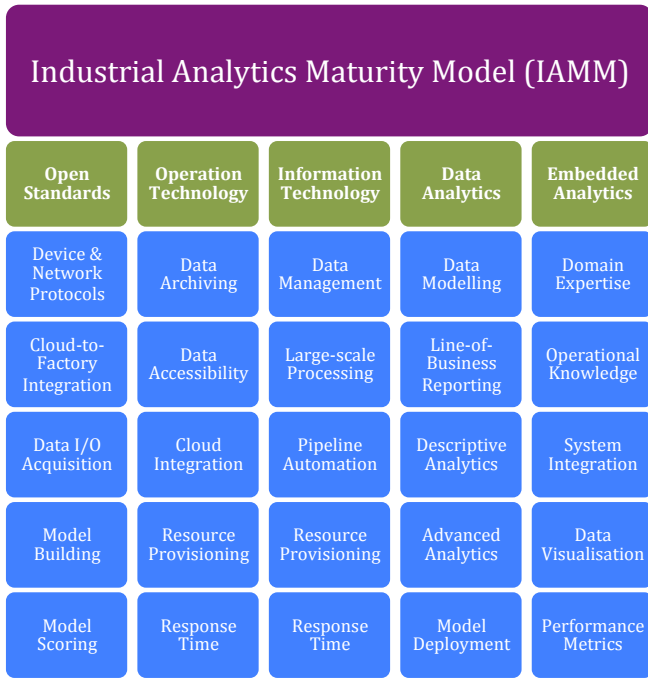 Industrial Analytics Maturity Model (IAMM)
Open
Standards
Operation
Technology
Information
Technology
Data
Analytics
Embedded
Analytics
Device &
Network
Protocols
Data
Archiving
Data
Management
Data
Modelling
Domain
Expertise
Cloud-to-
Factory
Integration
Data
Accessibility
Large-scale
Processing
Line-of-
Business
Reporting
Operational
Knowledge
Data I/O
Acquisition
Cloud
Integration
Pipeline
Automation
Descriptive
Analytics
System
Integration
Model
Building
Resource
Provisioning
Resource
Provisioning
Advanced
Analytics
Data
Visualisation
Model
Scoring
Response
Time
Response
Time
Model
Deployment
Performance
Metrics